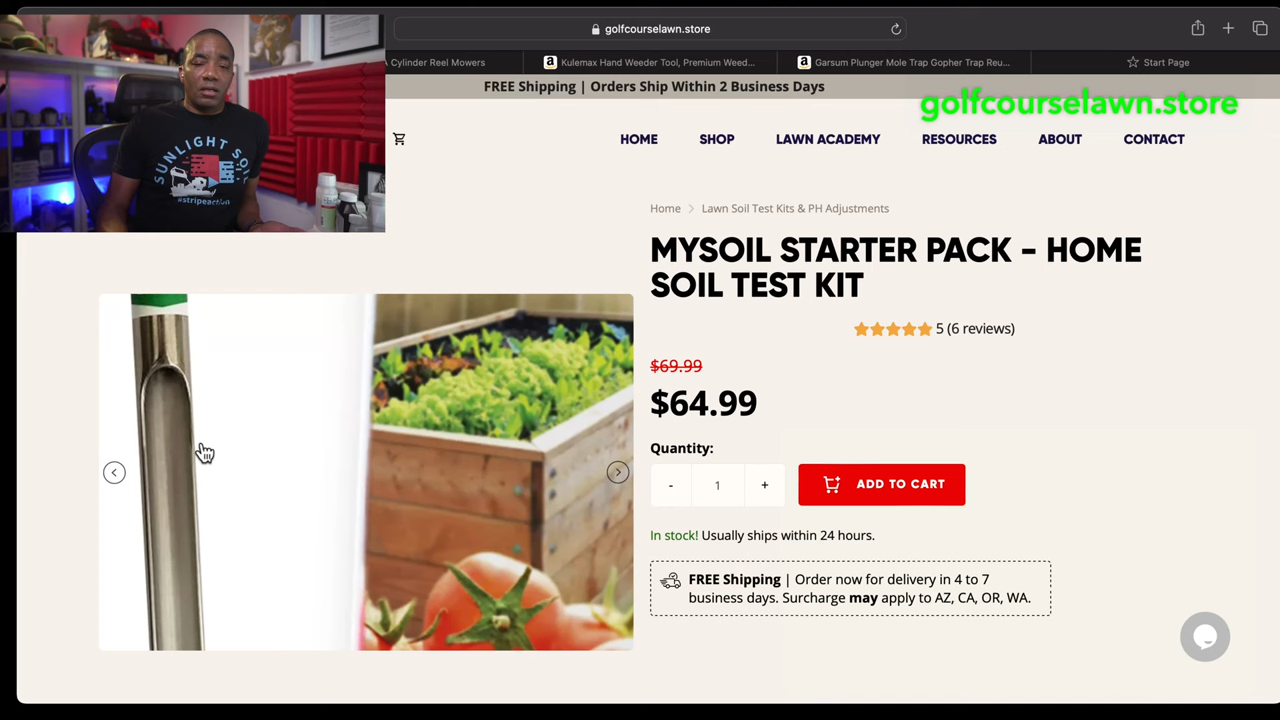 golfcourselawn.store
Cylinder Reel Mowers
Kulemax Hand Weeder Tool, Premium Weed...
Garsum Plunger Mole Trap Gopher Trap Reu...
Start Page
FREE Shipping | Orders Ship Within 2 Business Days
golfcourselawn.store
HOME
SHOP
LAWN ACADEMY
RESOURCES
ABOUT
CONTACT
SUNLIGHT SOIL
#stripeaction
Home > Lawn Soil Test Kits & PH Adjustments
MYSOIL STARTER PACK - HOME
SOIL TEST KIT
5 (6 reviews)
$69.99
$64.99
Quantity:
- 1 +
ADD TO CART
In stock! Usually ships within 24 hours.
FREE Shipping | Order now for delivery in 4 to 7
business days. Surcharge may apply to AZ, CA, OR, WA.